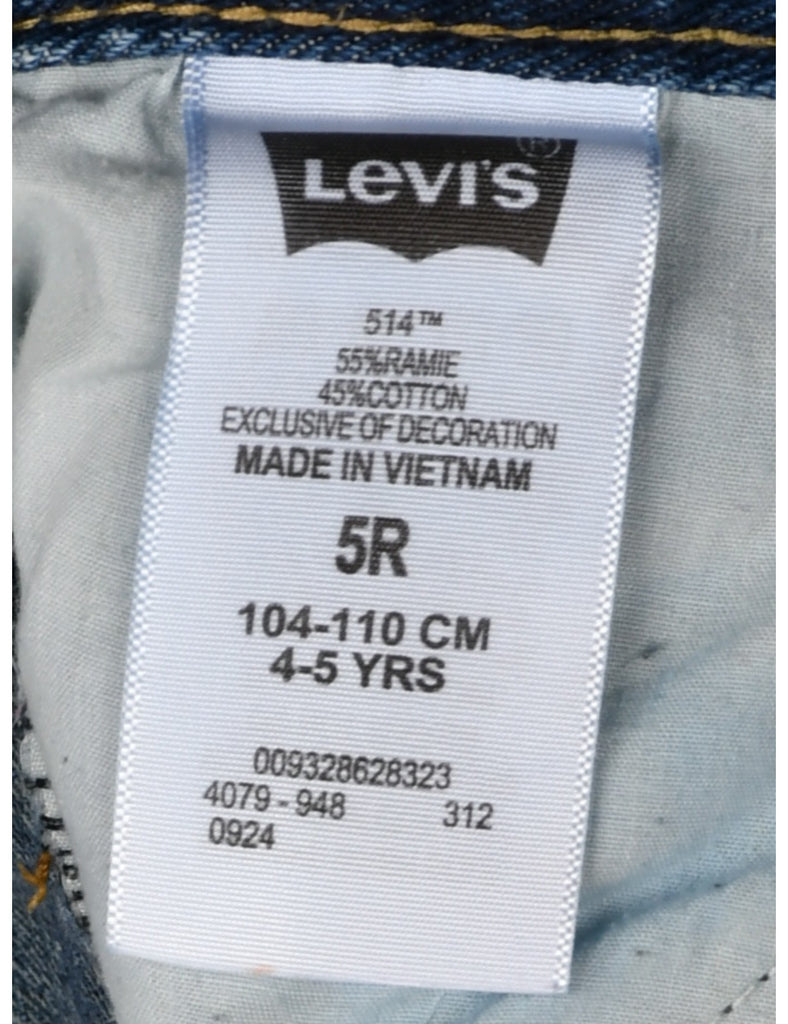 LEVI'S ®
514™
55%RAMIE
45%COTTON
EXCLUSIVE OF DECORATION
MADE IN VIETNAM
5R
104-110 CM
4-5 YRS
009328628323
4079 - 948 312
0924